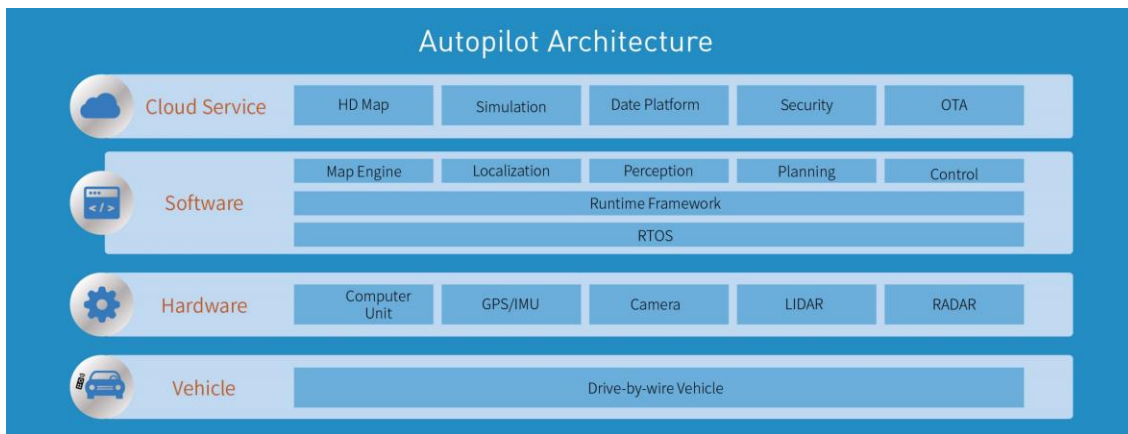 Autopilot Architecture
Cloud Service
HD Map
Simulation
Date Platform
Security
OTA
Software
Map Engine
Localization
Perception
Planning
Control
Runtime Framework
RTOS
Hardware
Computer
Unit
GPS/IMU
Camera
LIDAR
RADAR
Vehicle
Drive-by-wire Vehicle